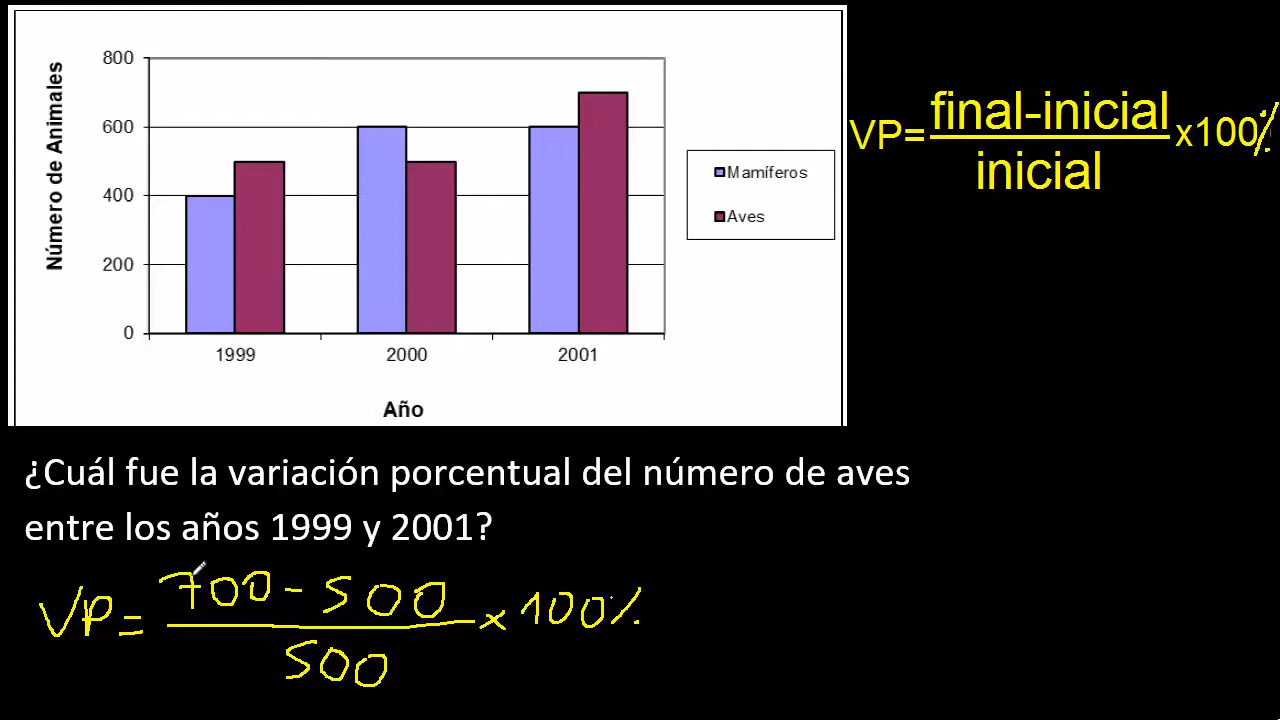 Número de Animales
800
600
400
200
0
1999 2000 2001
Año
Mamíferos
Aves
VP= final-inicial x100%
inicial
¿Cuál fue la variación porcentual del número de aves
entre los años 1999 y 2001?
VP = 700 - 500 x 100%
500